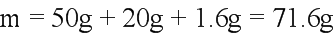 m = 50g + 20g + 1.6g = 71.6g